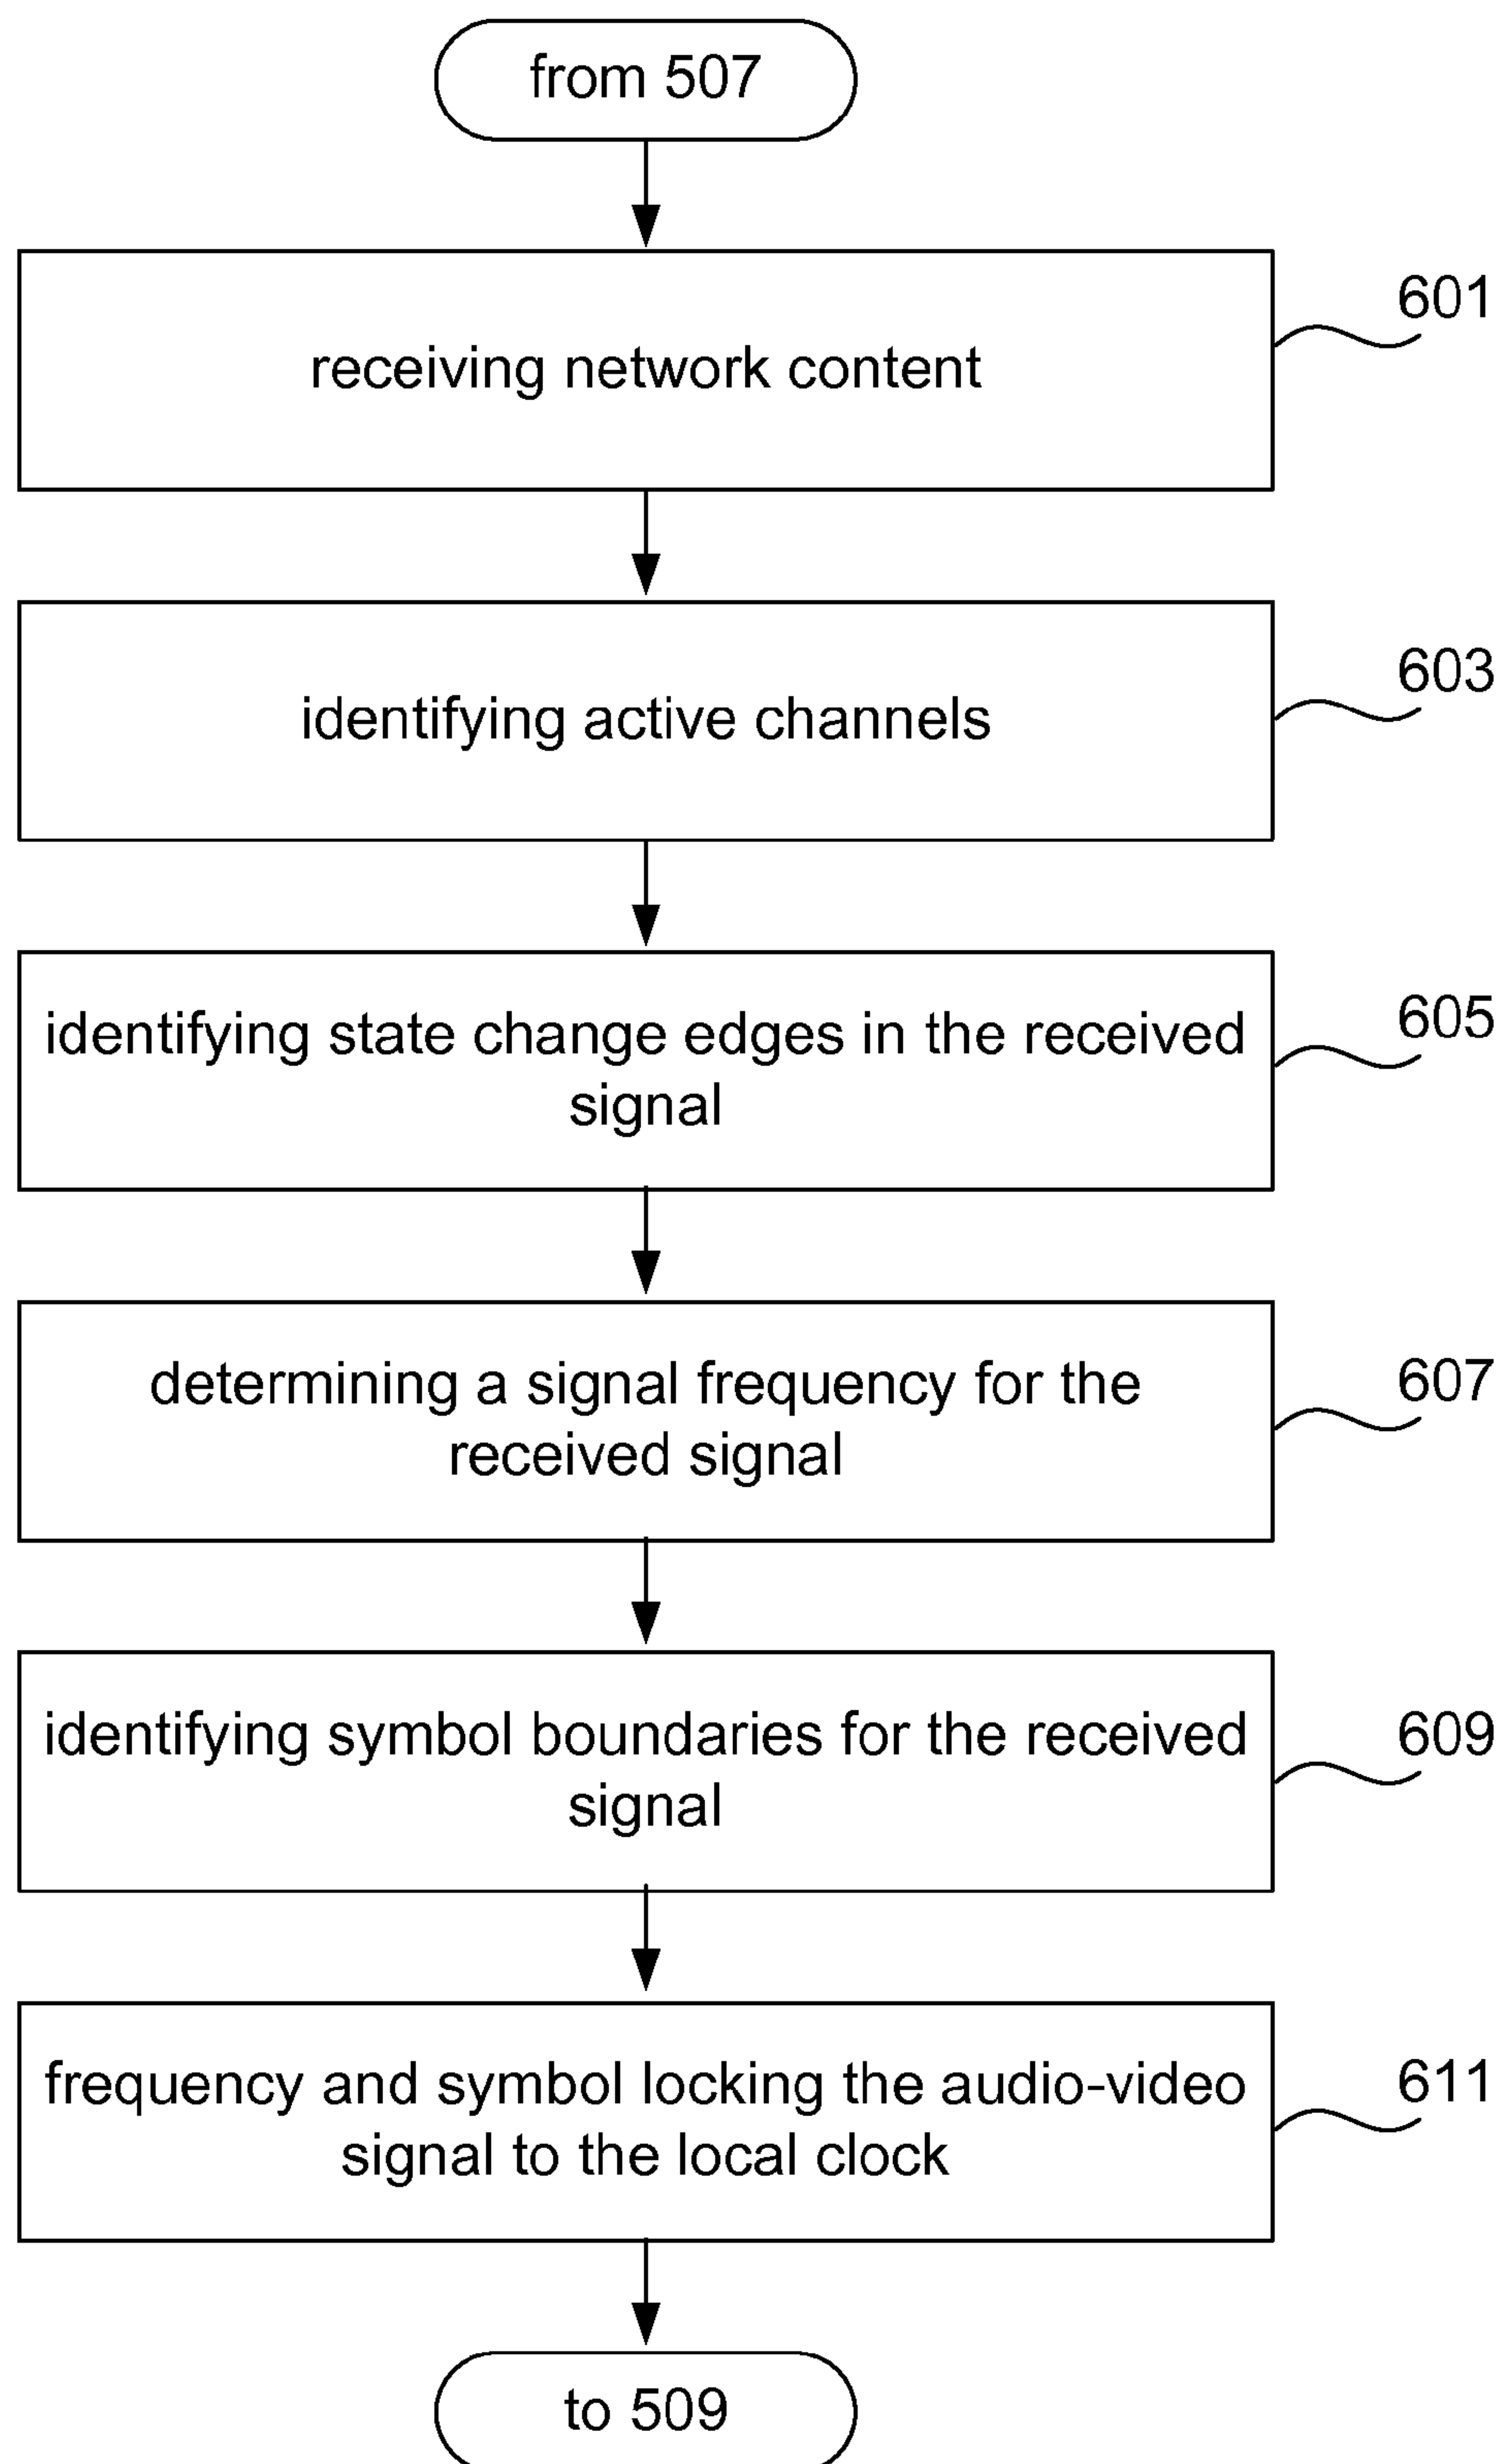 from 507
receiving network content
601
identifying active channels
603
identifying state change edges in the received
signal
605
determining a signal frequency for the
received signal
607
identifying symbol boundaries for the received
signal
609
frequency and symbol locking the audio-video
signal to the local clock
611
to 509